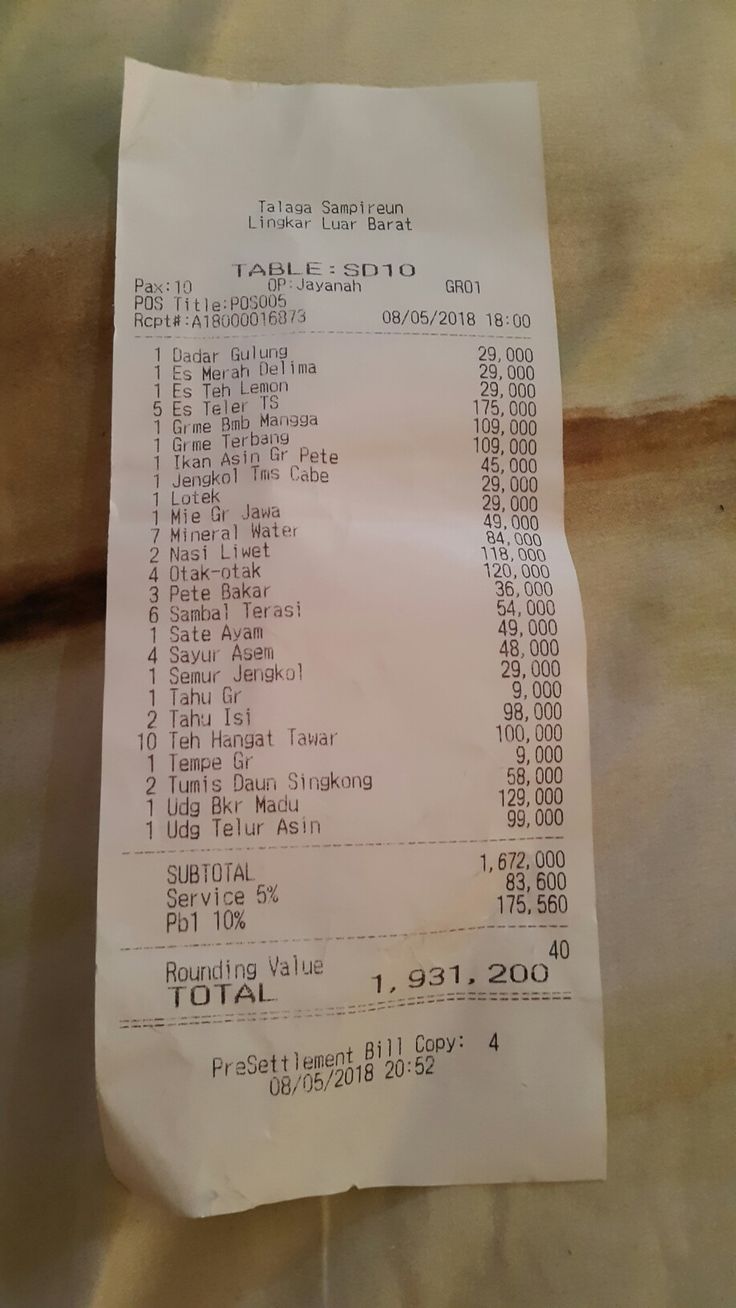 Talaga Sampireun
Lingkar Luar Barat
TABLE:SD10
Pax:10 OP:Jayanah GR01
POS Title:POS005
Rcpt#:A18000016873 08/05/2018 18:00
1 Dadar Gulung 29,000
1 Es Merah Delima 29,000
1 Es Teh Lemon 29,000
5 Es Teler TS 175,000
1 Grme Bmb Mangga 109,000
1 Grme Terbang 109,000
1 Ikan Asin Gr Pete 45,000
1 Jengkol Tms Cabe 29,000
1 Lotek 29,000
1 Mie Gr Jawa 49,000
7 Mineral Water 84,000
2 Nasi Liwet 118,000
4 Otak-otak 120,000
3 Pete Bakar 36,000
6 Sambal Terasi 54,000
1 Sate Ayam 49,000
4 Sayur Asem 48,000
1 Semur Jengkol 29,000
1 Tahu Gr 9,000
2 Tahu Isi 98,000
10 Teh Hangat Tawar 100,000
1 Tempe Gr 9,000
2 Tumis Daun Singkong 58,000
1 Udg Bkr Madu 129,000
1 Udg Telur Asin 99,000
SUBTOTAL 1,672,000
Service 5% 83,600
Pb1 10% 175,560
Rounding Value 40
TOTAL 1,931,200
PreSettlement Bill Copy: 4
08/05/2018 20:52